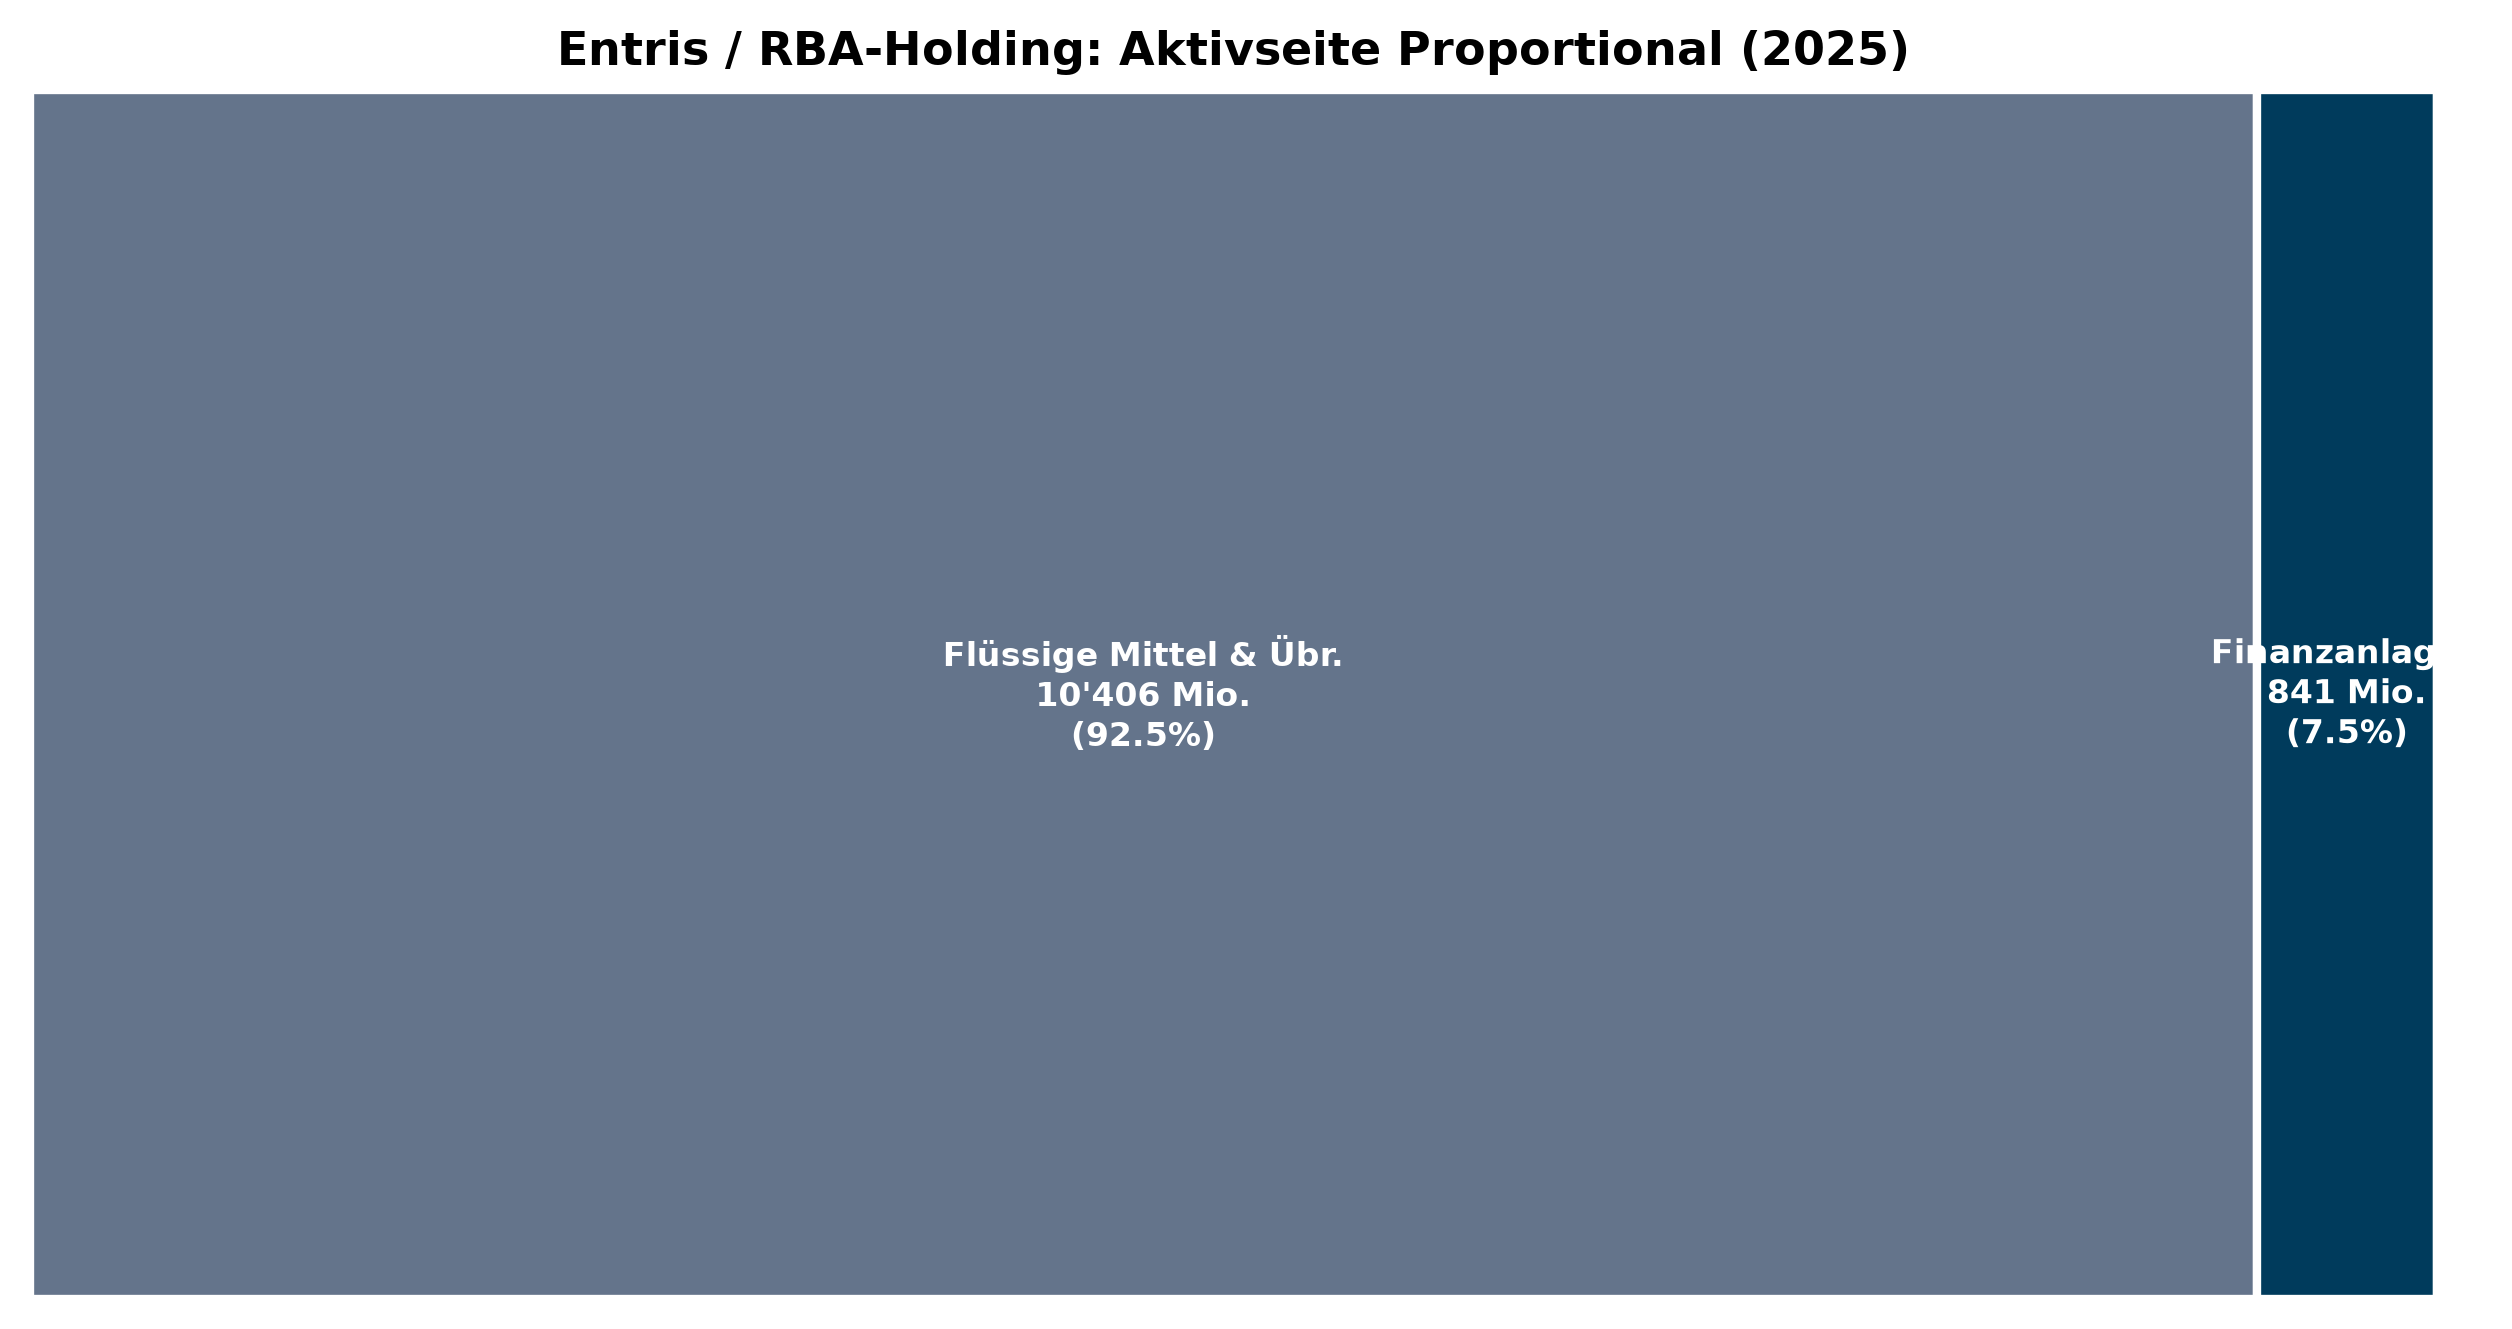 Entris / RBA-Holding: Aktivseite Proportional (2025)
Flüssige Mittel & Übr.
10'406 Mio.
(92.5%)
Finanzanlag
841 Mio.
(7.5%)